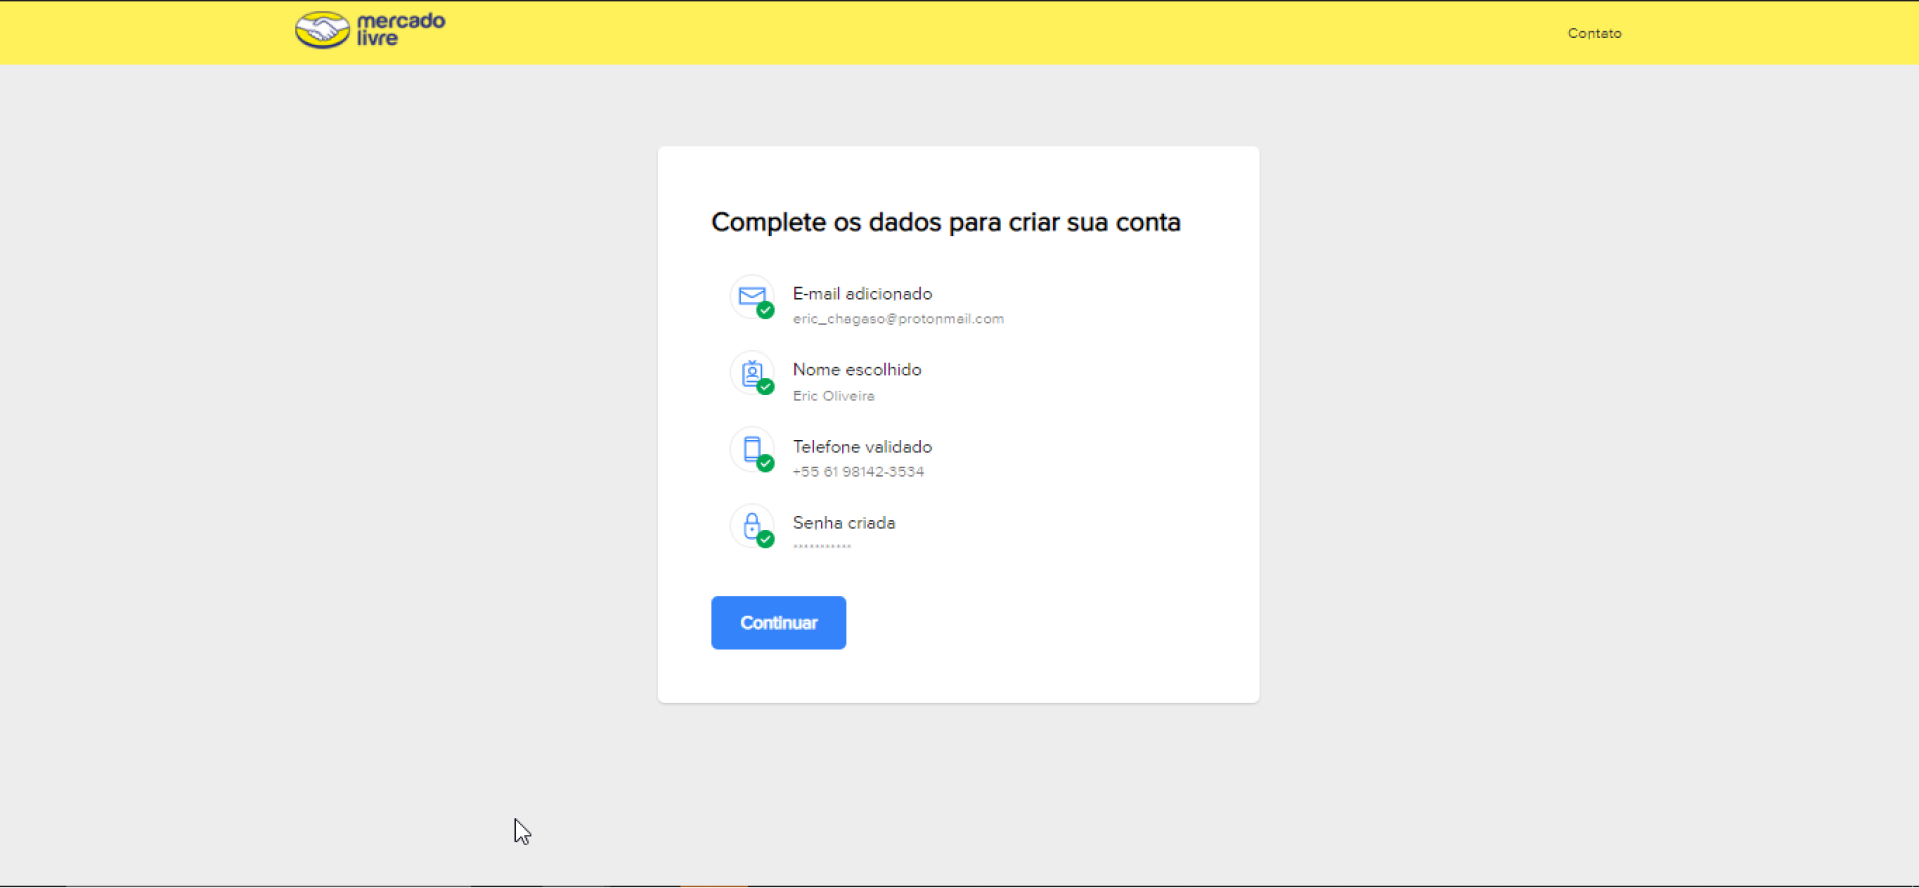 mercado
livre
Contato
Complete os dados para criar sua conta
E-mail adicionado
eric_chagaso@protonmail.com
Nome escolhido
Eric Oliveira
Telefone validado
+55 61 98142-3534
Senha criada
***********
Continuar